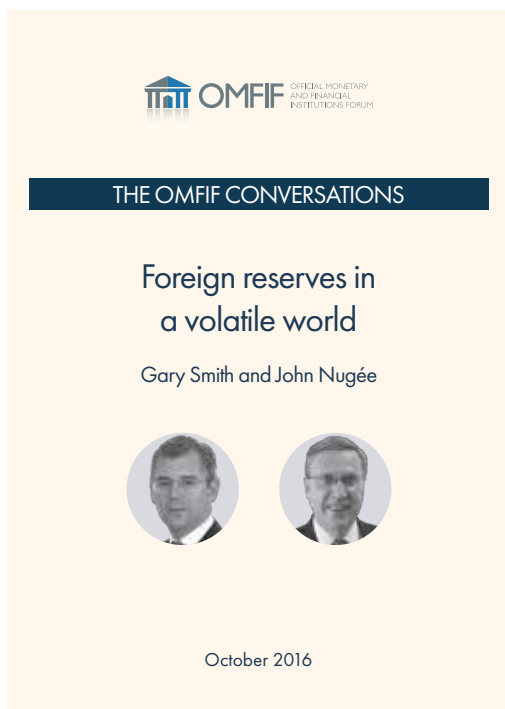 OMFIF
OFFICIAL MONETARY
AND FINANCIAL
INSTITUTIONS FORUM
THE OMFIF CONVERSATIONS
Foreign reserves in
a volatile world
Gary Smith and John Nugée
October 2016